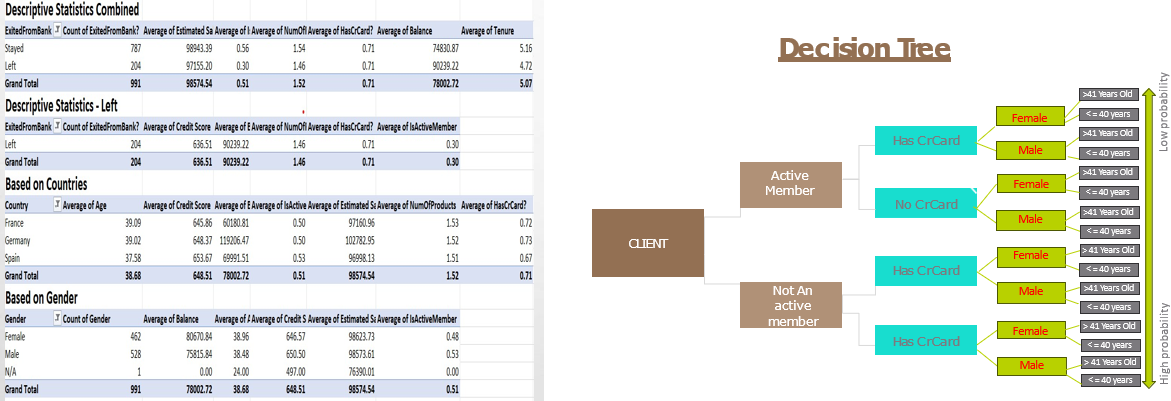 Descriptive Statistics Combined
ExitedFromBank Count of ExitedFromBank? Average of Estimated Sa Average of I Average of NumOfI Average of HasCrCard? Average of Balance Average of Tenure
Stayed 787 98943.39 0.56 1.54 0.71 74830.87 5.16
Left 204 97155.20 0.30 1.46 0.71 90239.22 4.72
Grand Total 991 98574.54 0.51 1.52 0.71 78002.72 5.07
Descriptive Statistics - Left
ExitedFromBank Count of ExitedFromBank? Average of Credit Score Average of E Average of NumOfI Average of HasCrCard? Average of IsActiveMember
Left 204 636.51 90239.22 1.46 0.71 0.30
Grand Total 204 636.51 90239.22 1.46 0.71 0.30
Based on Countries
Country Average of Age Average of Credit Score Average of E Average of IsActive Average of Estimated Sa Average of NumOfProducts Average of HasCrCard?
France 39.09 645.86 60180.81 0.50 97160.96 1.53 0.72
Germany 39.02 648.37 119206.47 0.50 102782.95 1.52 0.73
Spain 37.58 653.67 69991.51 0.53 96998.13 1.51 0.67
Grand Total 38.68 648.51 78002.72 0.51 98574.54 1.52 0.71
Based on Gender
Gender Count of Gender Average of Balance Average of A Average of Credit S Average of Estimated Sa Average of IsActiveMember
Female 462 80670.84 38.96 646.57 98623.73 0.48
Male 528 75815.84 38.48 650.50 98573.61 0.53
N/A 1 0.00 24.00 497.00 76390.01 0.00
Grand Total 991 78002.72 38.68 648.51 98574.54 0.51
Decision Tree
CLIENT
Active
Member
Not An
active
member
Has CrCard
No CrCard
Has CrCard
Has CrCard
Female
Male
Female
Male
Female
Male
Female
Male
>41 Years Old
<= 40 years
>41 Years Old
<= 40 years
>41 Years Old
<= 40 years
>41 Years Old
<= 40 years
> 41 Years Old
<= 40 years
>41 Years Old
<= 40 years
> 41 Years Old
<= 40 years
> 41 Years Old
<= 40 years
Low probability
High probability